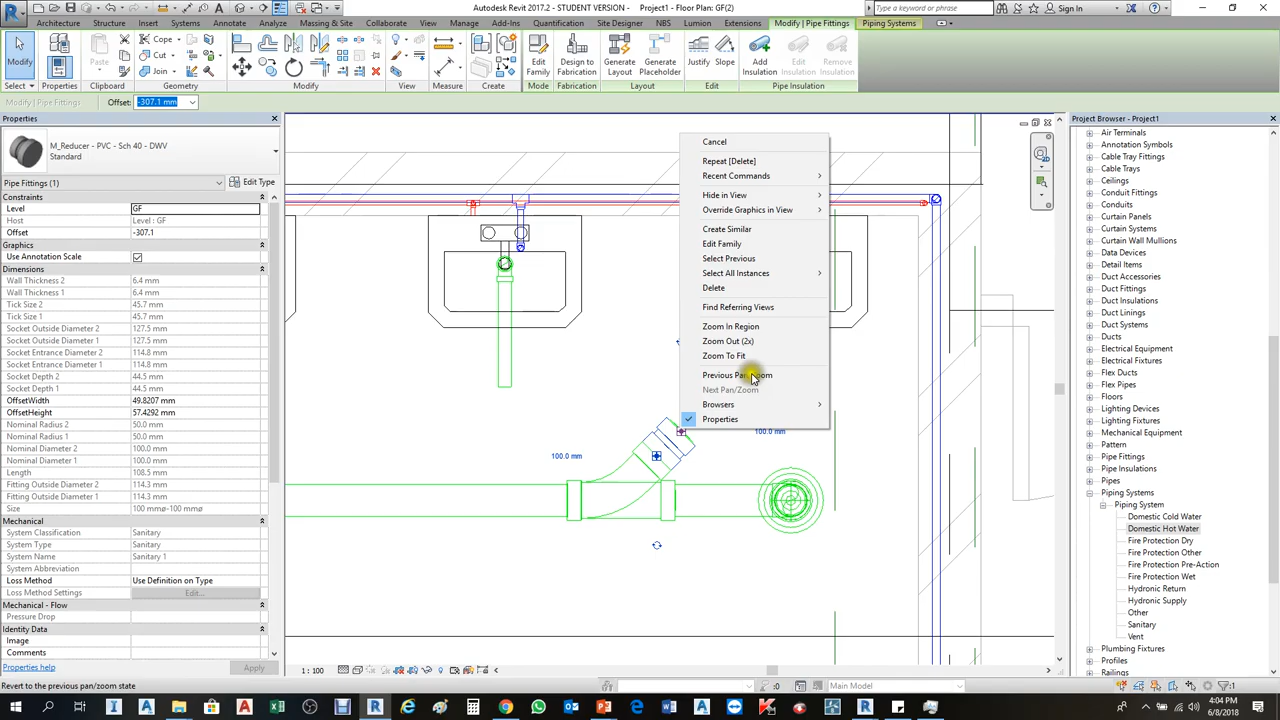 Autodesk Revit 2017.2 - STUDENT VERSION - Project1 - Floor Plan: GF(2)
Type a keyword or phrase
Sign In
Architecture Structure Insert Systems Annotate Analyze Massing & Site Collaborate View Manage Add-Ins Quantification Site Designer NBS Lumion Extensions Modify | Pipe Fittings Piping Systems
Modify
Paste
Cope
Cut
Join
Edit Family
Design to Fabrication
Generate Layout
Generate Placeholder
Justify
Slope
Add Insulation
Edit Insulation
Remove Insulation
Select Properties Clipboard Geometry Modify View Measure Create Mode Fabrication Layout Edit Pipe Insulation
Modify | Pipe Fittings Offset: -307.1 mm
Properties
M_Reducer - PVC - Sch 40 - DWV
Standard
Pipe Fittings (1) Edit Type
Constraints
Level GF
Host Level : GF
Offset -307.1
Graphics
Use Annotation Scale
Dimensions
Wall Thickness 2 6.4 mm
Wall Thickness 1 6.4 mm
Tick Size 2 45.7 mm
Tick Size 1 45.7 mm
Socket Outside Diameter 2 127.5 mm
Socket Outside Diameter 1 127.5 mm
Socket Entrance Diameter 2 114.8 mm
Socket Entrance Diameter 1 114.8 mm
Socket Depth 2 44.5 mm
Socket Depth 1 44.5 mm
OffsetWidth 49.8207 mm
OffsetHeight 57.4292 mm
Nominal Radius 2 50.0 mm
Nominal Radius 1 50.0 mm
Nominal Diameter 2 100.0 mm
Nominal Diameter 1 100.0 mm
Length 108.5 mm
Fitting Outside Diameter 2 114.3 mm
Fitting Outside Diameter 1 114.3 mm
Size 100 mmø-100 mmø
Mechanical
System Classification Sanitary
System Type Sanitary
System Name Sanitary 1
System Abbreviation
Loss Method Use Definition on Type
Loss Method Settings Edit...
Mechanical - Flow
Pressure Drop
Identity Data
Image
Comments
Properties help Apply
Revert to the previous pan/zoom state
Cancel
Repeat [Delete]
Recent Commands
Hide in View
Override Graphics in View
Create Similar
Edit Family
Select Previous
Select All Instances
Delete
Find Referring Views
Zoom In Region
Zoom Out (2x)
Zoom To Fit
Previous Pan/Zoom
Next Pan/Zoom
Browsers
Properties
100.0 mm
100.0 mm
1 : 100
:0
Main Model
:1
Project Browser - Project1
Air Terminals
Annotation Symbols
Cable Tray Fittings
Cable Trays
Ceilings
Conduit Fittings
Conduits
Curtain Panels
Curtain Systems
Curtain Wall Mullions
Data Devices
Detail Items
Duct Accessories
Duct Fittings
Duct Insulations
Duct Linings
Duct Systems
Ducts
Electrical Equipment
Electrical Fixtures
Flex Ducts
Flex Pipes
Floors
Lighting Devices
Lighting Fixtures
Mechanical Equipment
Pattern
Pipe Fittings
Pipe Insulations
Pipes
Piping Systems
Piping System
Domestic Cold Water
Domestic Hot Water
Fire Protection Dry
Fire Protection Other
Fire Protection Pre-Action
Fire Protection Wet
Hydronic Return
Hydronic Supply
Other
Sanitary
Vent
Plumbing Fixtures
Profiles
Railings
4:04 PM
6/8/2018